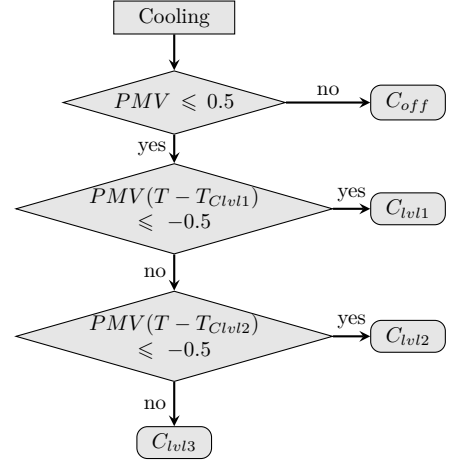 Cooling
PMV ⩽ 0.5
no
C_off
yes
PMV(T − T_Clvl1)
⩽ −0.5
yes
C_lvl1
no
PMV(T − T_Clvl2)
⩽ −0.5
yes
C_lvl2
no
C_lvl3